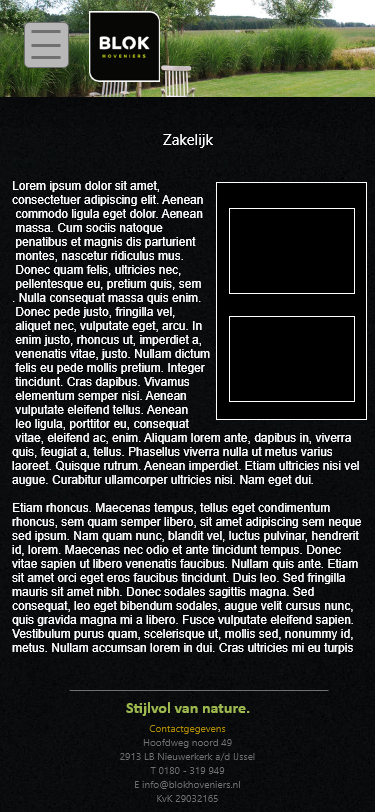 BLOK
HOVENIERS
Zakelijk
Lorem ipsum dolor sit amet,
consectetuer adipiscing elit. Aenean
commodo ligula eget dolor. Aenean
massa. Cum sociis natoque
penatibus et magnis dis parturient
montes, nascetur ridiculus mus.
Donec quam felis, ultricies nec,
pellentesque eu, pretium quis, sem
. Nulla consequat massa quis enim.
Donec pede justo, fringilla vel,
aliquet nec, vulputate eget, arcu. In
enim justo, rhoncus ut, imperdiet a,
venenatis vitae, justo. Nullam dictum
felis eu pede mollis pretium. Integer
tincidunt. Cras dapibus. Vivamus
elementum semper nisi. Aenean
vulputate eleifend tellus. Aenean
leo ligula, porttitor eu, consequat
vitae, eleifend ac, enim. Aliquam lorem ante, dapibus in, viverra
quis, feugiat a, tellus. Phasellus viverra nulla ut metus varius
laoreet. Quisque rutrum. Aenean imperdiet. Etiam ultricies nisi vel
augue. Curabitur ullamcorper ultricies nisi. Nam eget dui.
Etiam rhoncus. Maecenas tempus, tellus eget condimentum
rhoncus, sem quam semper libero, sit amet adipiscing sem neque
sed ipsum. Nam quam nunc, blandit vel, luctus pulvinar, hendrerit
id, lorem. Maecenas nec odio et ante tincidunt tempus. Donec
vitae sapien ut libero venenatis faucibus. Nullam quis ante. Etiam
sit amet orci eget eros faucibus tincidunt. Duis leo. Sed fringilla
mauris sit amet nibh. Donec sodales sagittis magna. Sed
consequat, leo eget bibendum sodales, augue velit cursus nunc,
quis gravida magna mi a libero. Fusce vulputate eleifend sapien.
Vestibulum purus quam, scelerisque ut, mollis sed, nonummy id,
metus. Nullam accumsan lorem in dui. Cras ultricies mi eu turpis
Stijlvol van nature.
Contactgegevens
Hoofdweg noord 49
2913 LB Nieuwerkerk a/d IJssel
T 0180 - 319 949
E info@blokhoveniers.nl
KvK 29032165